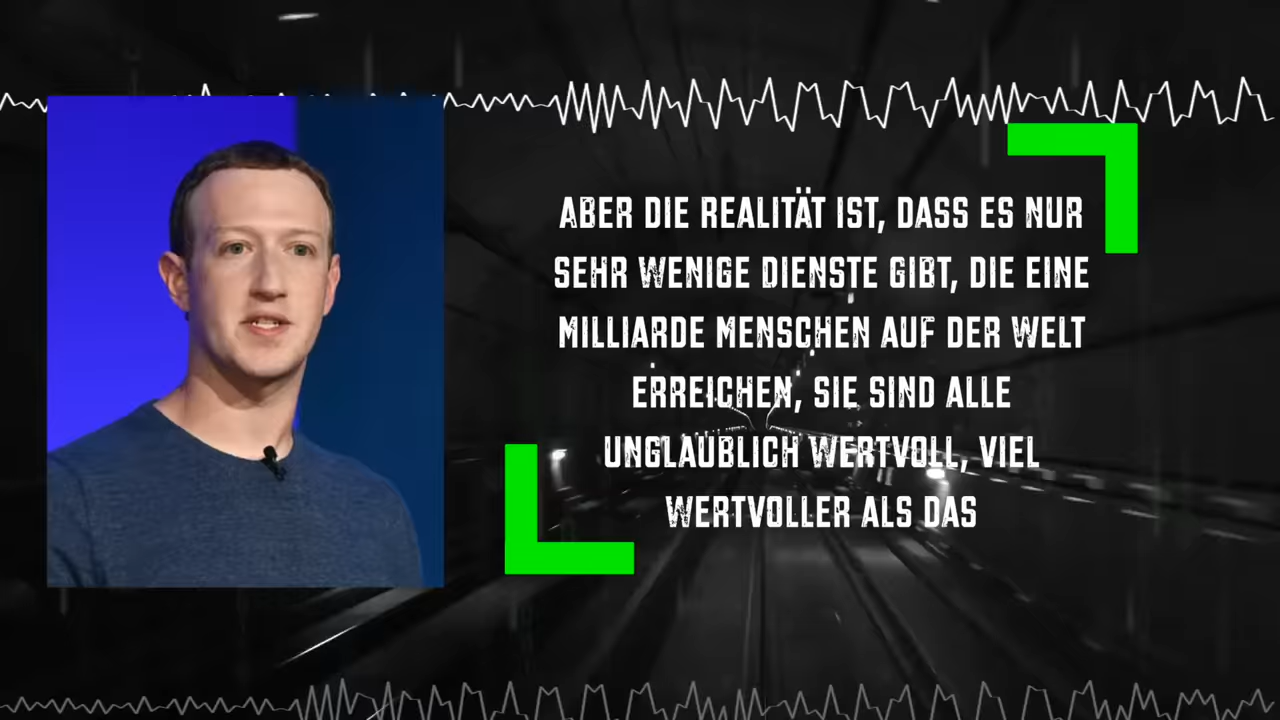 ABER DIE REALITÄT IST, DASS ES NUR
SEHR WENIGE DIENSTE GIBT, DIE EINE
MILLIARDE MENSCHEN AUF DER WELT
ERREICHEN, SIE SIND ALLE
UNGLAUBLICH WERTVOLL, VIEL
WERTVOLLER ALS DAS